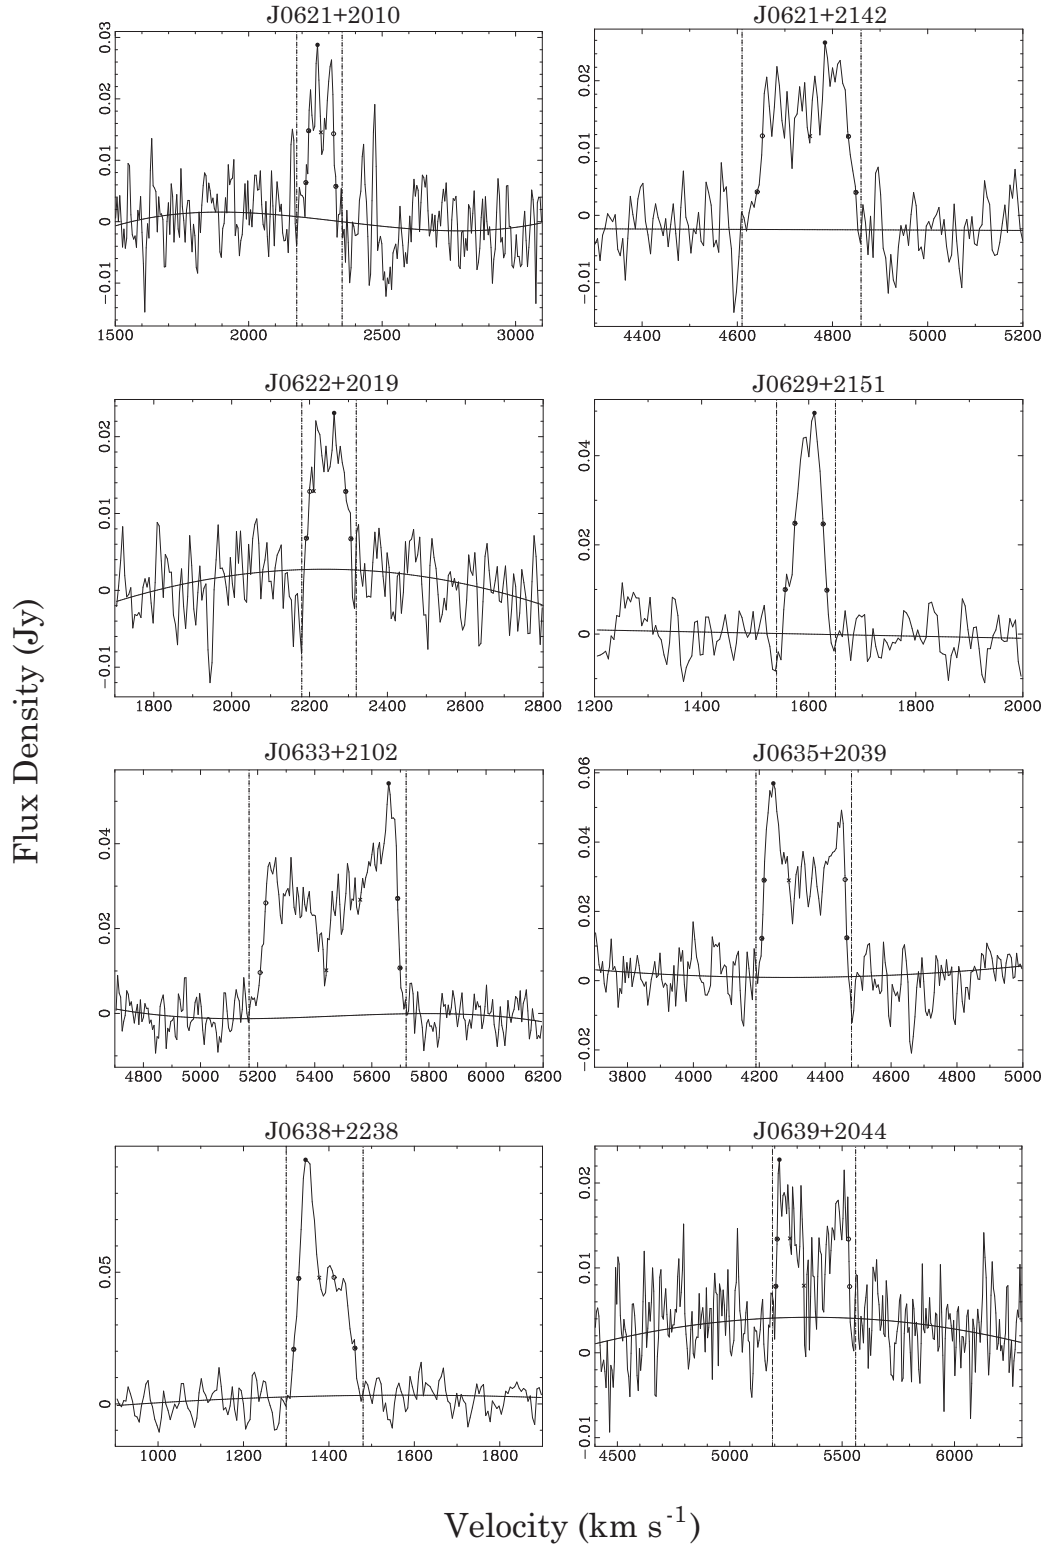 J0621+2010 J0621+2142
0.03
0.02
0.01
0
−0.01
1500 2000 2500 3000
0.02
0.01
0
−0.01
4400 4600 4800 5000 5200
J0622+2019 J0629+2151
0.02
0.01
0
−0.01
1800 2000 2200 2400 2600 2800
0.04
0.02
0
1200 1400 1600 1800 2000
Flux Density (Jy)
J0633+2102 J0635+2039
0.04
0.02
0
4800 5000 5200 5400 5600 5800 6000 6200
0.06
0.04
0.02
0
−0.02
3800 4000 4200 4400 4600 4800 5000
J0638+2238 J0639+2044
0.05
0
1000 1200 1400 1600 1800
0.02
0.01
0
−0.01
4500 5000 5500 6000
Velocity (km s⁻¹)